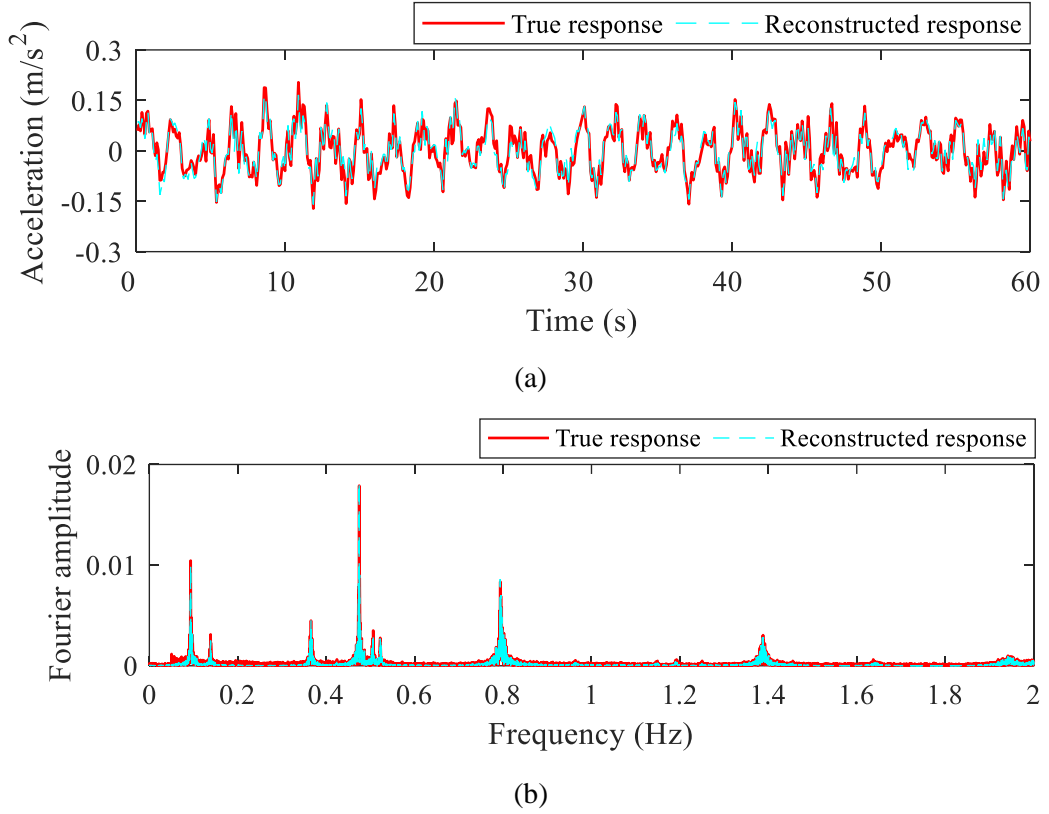 True response Reconstructed response
0.3
0.15
0
-0.15
-0.3
Acceleration (m/s²)
0 10 20 30 40 50 60
Time (s)
(a)
True response Reconstructed response
0.02
0.01
0
Fourier amplitude
0 0.2 0.4 0.6 0.8 1 1.2 1.4 1.6 1.8 2
Frequency (Hz)
(b)